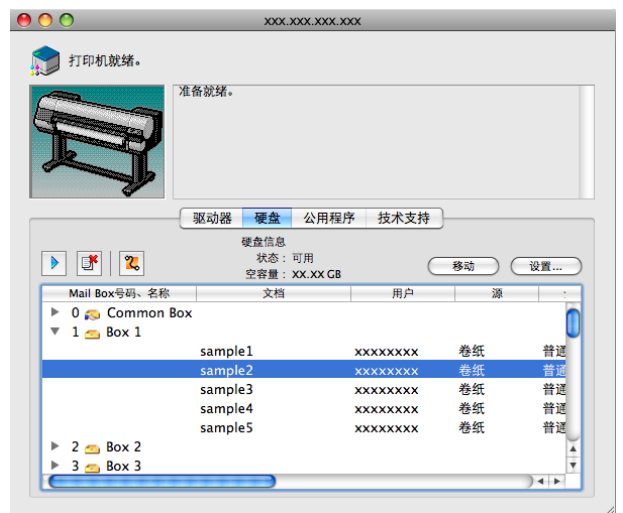 xxx.xxx.xxx.xxx
打印机就绪。
准备就绪。
驱动器 硬盘 公用程序 技术支持
硬盘信息
状态： 可用
空容量： XX.XX GB
移动 设置...
Mail Box号码、名称 文档 用户 源
0 Common Box
1 Box 1
sample1 xxxxxxxx 卷纸 普通
sample2 xxxxxxxx 卷纸 普通
sample3 xxxxxxxx 卷纸 普通
sample4 xxxxxxxx 卷纸 普通
sample5 xxxxxxxx 卷纸 普通
2 Box 2
3 Box 3